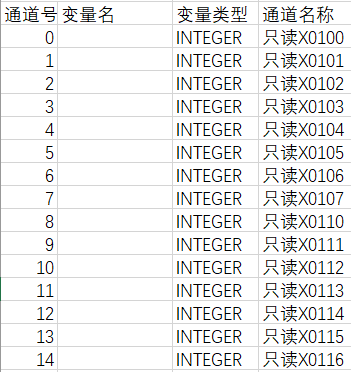 通道号 变量名 变量类型 通道名称
0 INTEGER 只读X0100
1 INTEGER 只读X0101
2 INTEGER 只读X0102
3 INTEGER 只读X0103
4 INTEGER 只读X0104
5 INTEGER 只读X0105
6 INTEGER 只读X0106
7 INTEGER 只读X0107
8 INTEGER 只读X0110
9 INTEGER 只读X0111
10 INTEGER 只读X0112
11 INTEGER 只读X0113
12 INTEGER 只读X0114
13 INTEGER 只读X0115
14 INTEGER 只读X0116